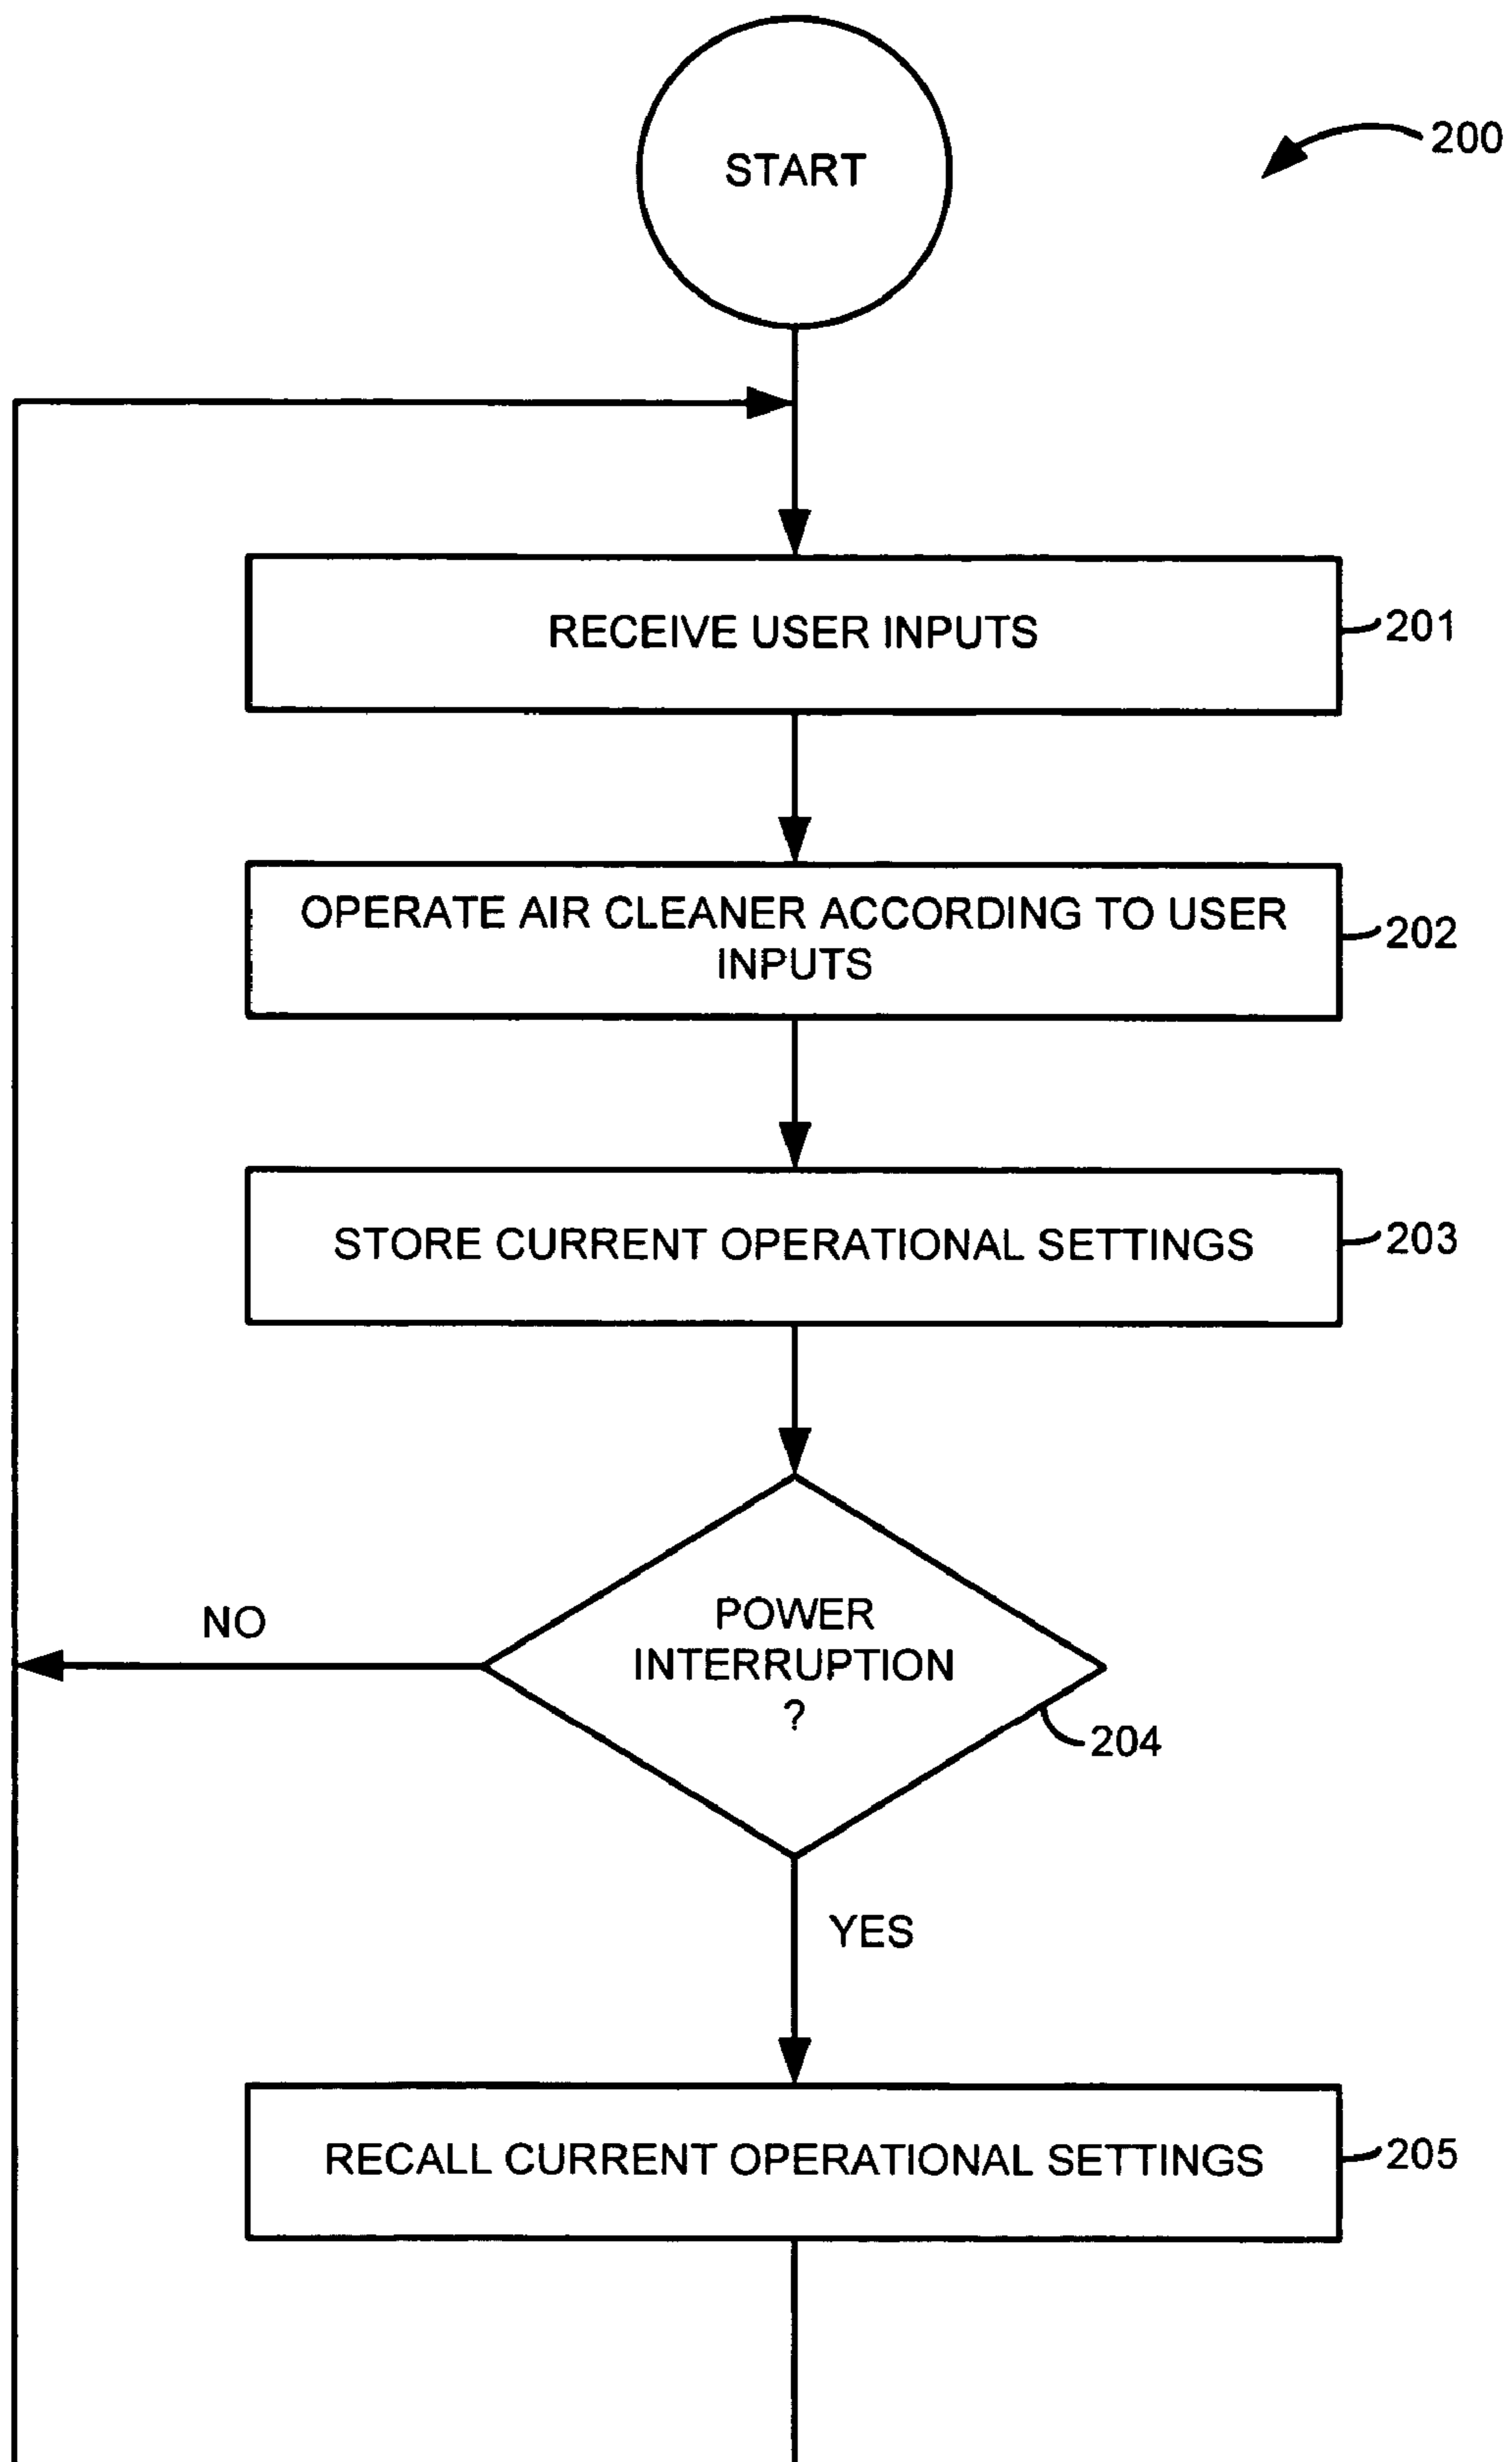 START
200
RECEIVE USER INPUTS
201
OPERATE AIR CLEANER ACCORDING TO USER
INPUTS
202
STORE CURRENT OPERATIONAL SETTINGS
203
NO
POWER
INTERRUPTION
?
204
YES
RECALL CURRENT OPERATIONAL SETTINGS
205